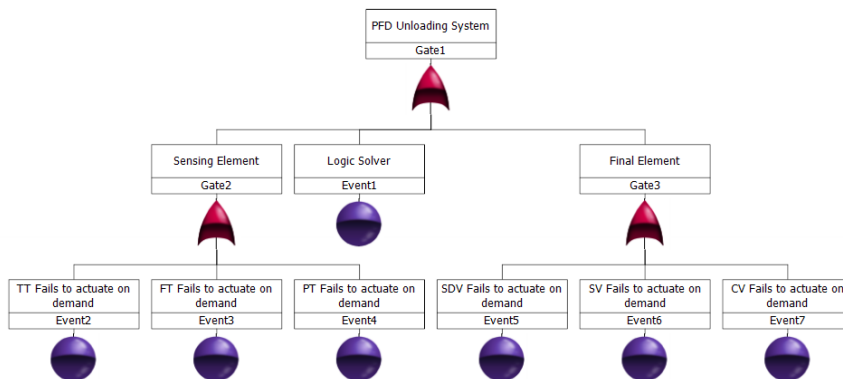 PFD Unloading System
Gate1
Sensing Element
Gate2
Logic Solver
Event1
Final Element
Gate3
TT Fails to actuate on
demand
Event2
FT Fails to actuate on
demand
Event3
PT Fails to actuate on
demand
Event4
SDV Fails to actuate on
demand
Event5
SV Fails to actuate on
demand
Event6
CV Fails to actuate on
demand
Event7